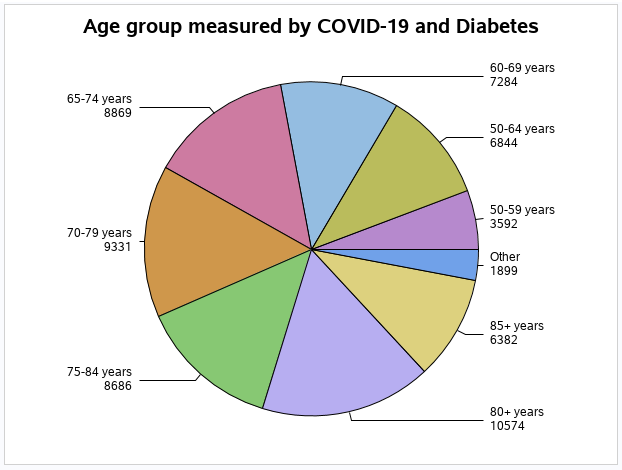 Age group measured by COVID-19 and Diabetes
60-69 years
7284
65-74 years
8869
50-64 years
6844
50-59 years
3592
70-79 years
9331
Other
1899
85+ years
6382
75-84 years
8686
80+ years
10574